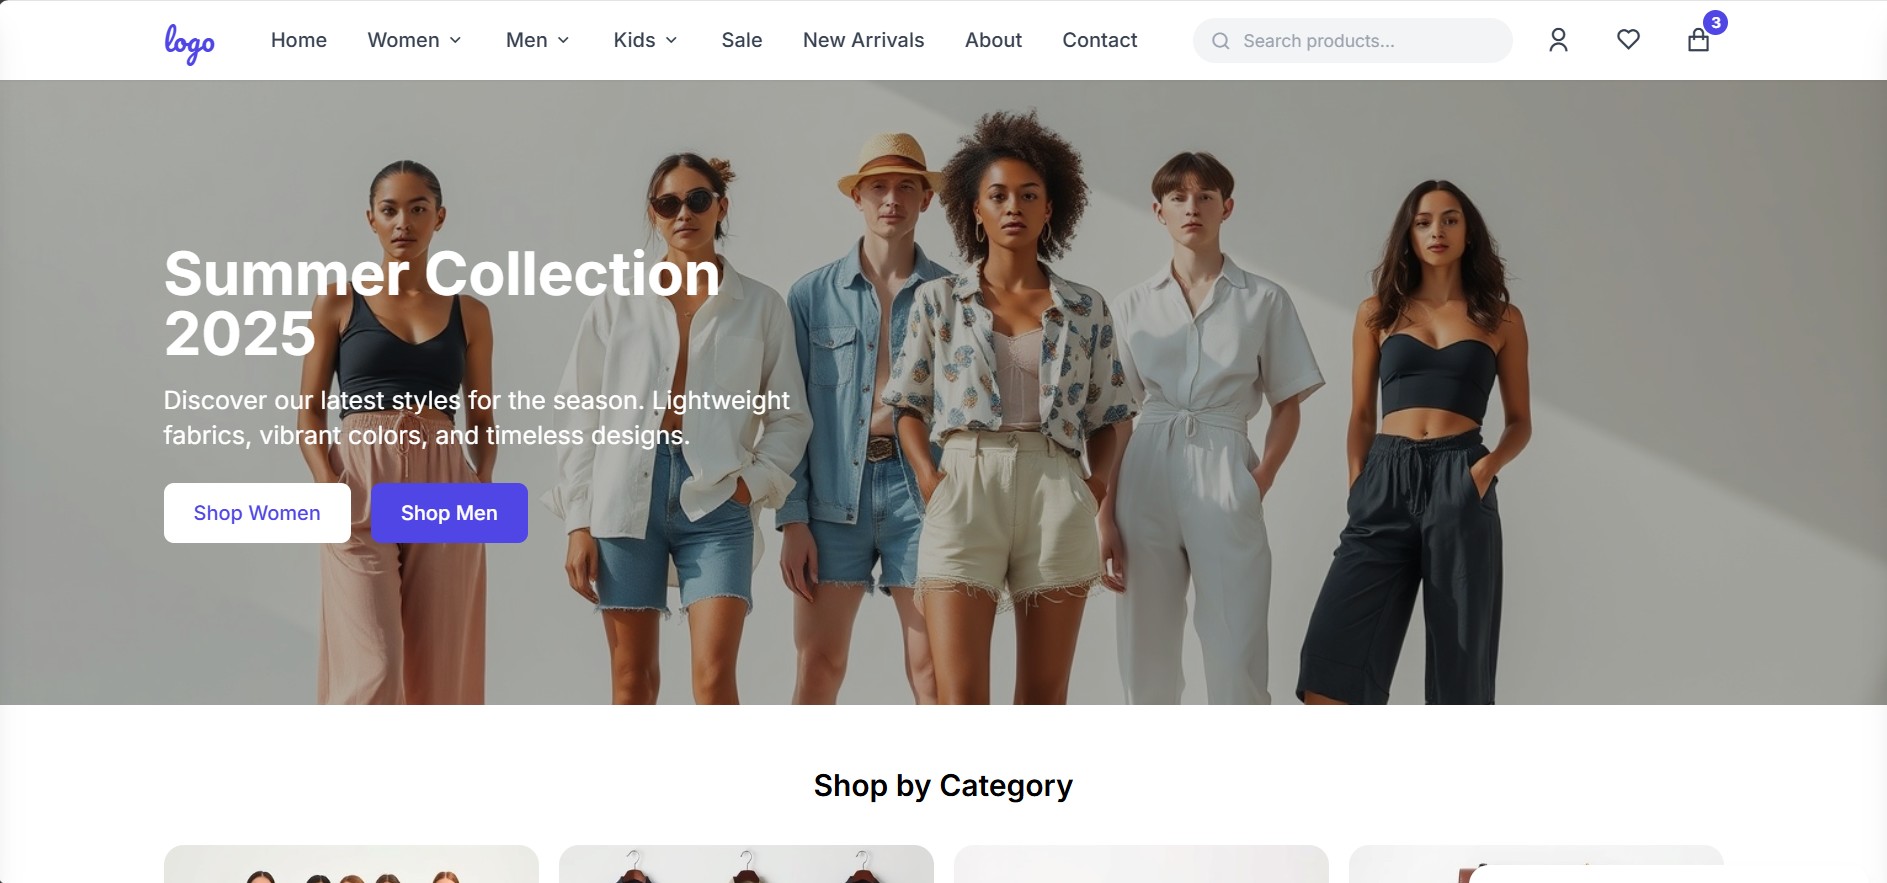 logo
Home
Women
Men
Kids
Sale
New Arrivals
About
Contact
Search products...
3
Summer Collection
2025
Discover our latest styles for the season. Lightweight
fabrics, vibrant colors, and timeless designs.
Shop Women
Shop Men
Shop by Category